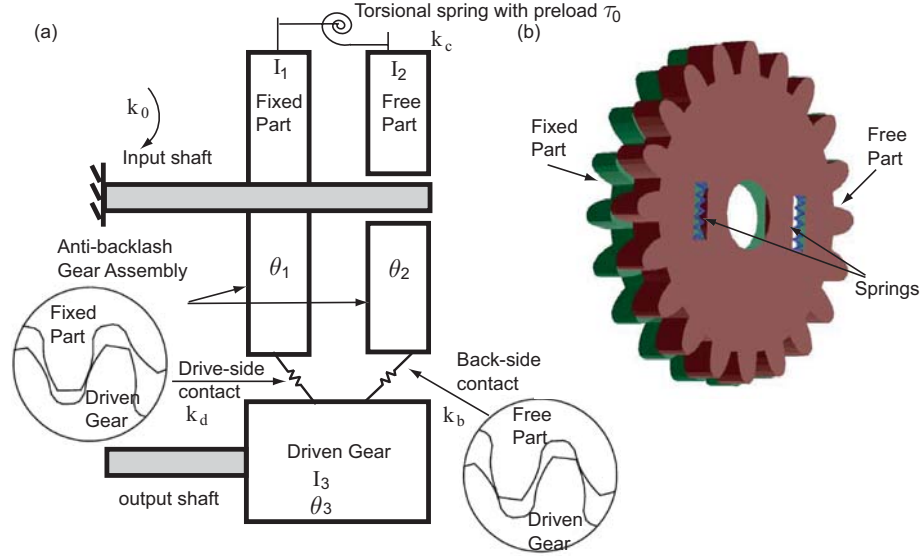 Torsional spring with preload τ0
(a)
(b)
kc
I1
Fixed
Part
I2
Free
Part
k0
Input shaft
Fixed
Part
Free
Part
Anti-backlash
Gear Assembly
θ1
θ2
Springs
Fixed
Part
Driven
Gear
Drive-side
contact
kd
Back-side
contact
kb
Free
Part
Driven
Gear
Driven Gear
I3
θ3
output shaft